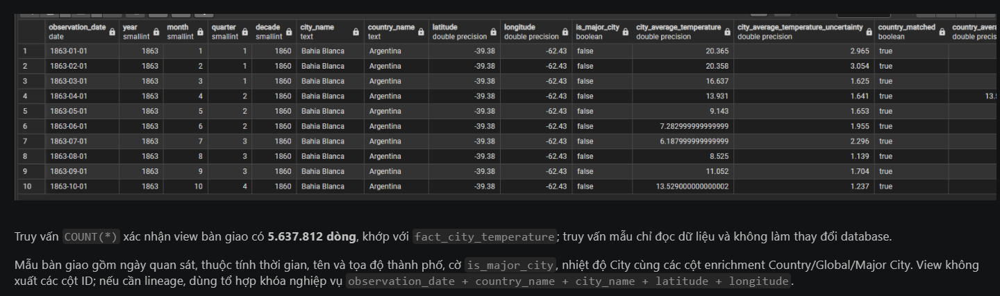 observation_date year month quarter decade city_name country_name latitude longitude is_major_city city_average_temperature city_average_temperature_uncertainty country_matched country_avera
date smallint smallint smallint smallint text text double precision double precision boolean double precision double precision boolean double precis
1 1863-01-01 1863 1 1 1860 Bahia Blanca Argentina -39.38 -62.43 false 20.365 2.965 true
2 1863-02-01 1863 2 1 1860 Bahia Blanca Argentina -39.38 -62.43 false 20.358 3.054 true
3 1863-03-01 1863 3 1 1860 Bahia Blanca Argentina -39.38 -62.43 false 16.637 1.625 true
4 1863-04-01 1863 4 2 1860 Bahia Blanca Argentina -39.38 -62.43 false 13.931 1.641 true 13.5
5 1863-05-01 1863 5 2 1860 Bahia Blanca Argentina -39.38 -62.43 false 9.143 1.653 true
6 1863-06-01 1863 6 2 1860 Bahia Blanca Argentina -39.38 -62.43 false 7.282999999999999 1.955 true
7 1863-07-01 1863 7 3 1860 Bahia Blanca Argentina -39.38 -62.43 false 6.187999999999999 2.296 true
8 1863-08-01 1863 8 3 1860 Bahia Blanca Argentina -39.38 -62.43 false 8.525 1.139 true
9 1863-09-01 1863 9 3 1860 Bahia Blanca Argentina -39.38 -62.43 false 11.052 1.704 true
10 1863-10-01 1863 10 4 1860 Bahia Blanca Argentina -39.38 -62.43 false 13.529000000000002 1.237 true
Truy vấn COUNT(*) xác nhận view bàn giao có 5.637.812 dòng, khớp với fact_city_temperature; truy vấn mẫu chỉ đọc dữ liệu và không làm thay đổi database.
Mẫu bàn giao gồm ngày quan sát, thuộc tính thời gian, tên và tọa độ thành phố, cờ is_major_city, nhiệt độ City cùng các cột enrichment Country/Global/Major City. View không
xuất các cột ID; nếu cần lineage, dùng tổ hợp khóa nghiệp vụ observation_date + country_name + city_name + latitude + longitude.